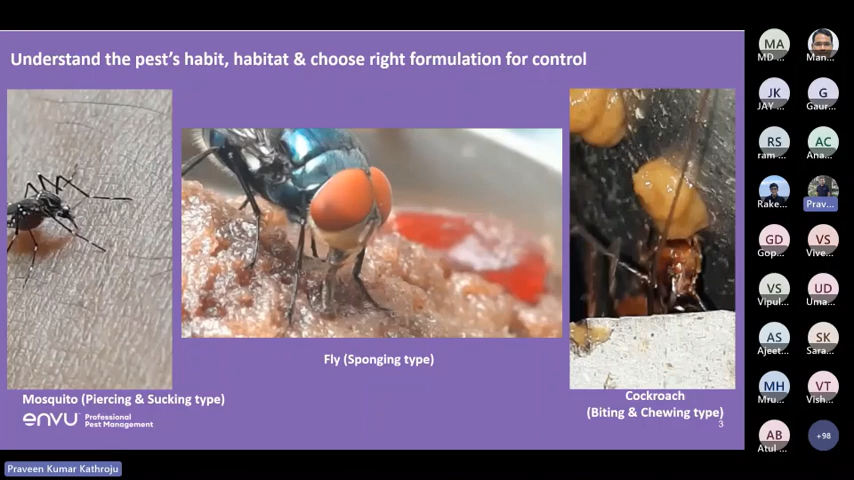 Understand the pest's habit, habitat & choose right formulation for control
Fly (Sponging type)
Mosquito (Piercing & Sucking type)
Cockroach
(Biting & Chewing type)
envu Professional
Pest Management
3
MA
MD ...
Man...
JK
JAY ...
G
Gaur...
RS
ram ...
AC
Ana...
Rake...
Prav...
GD
Gop...
VS
Vive...
VS
Vipul...
UD
Uma...
AS
Ajeet...
SK
Sara...
MH
Mru...
VT
Vish...
AB
Atul ...
+98
Praveen Kumar Kathroju